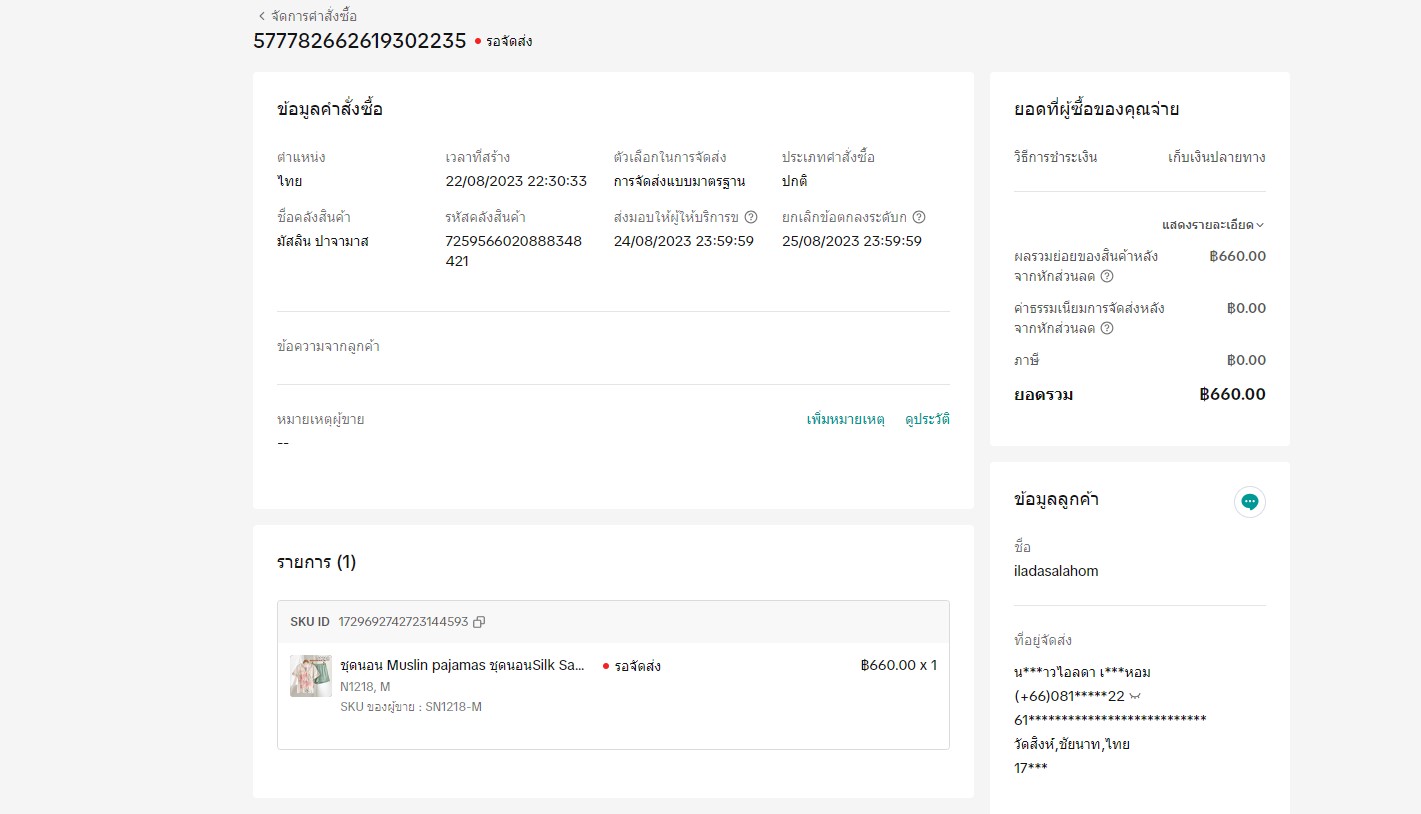 จัดการคำสั่งซื้อ
577782662619302235 รอจัดส่ง
ข้อมูลคำสั่งซื้อ
ตำแหน่ง
ไทย
เวลาที่สร้าง
22/08/2023 22:30:33
ตัวเลือกในการจัดส่ง
การจัดส่งแบบมาตรฐาน
ประเภทคำสั่งซื้อ
ปกติ
ชื่อคลังสินค้า
มัสลิน ปาจามาส
รหัสคลังสินค้า
7259566020888348
421
ส่งมอบให้ผู้ให้บริการข
24/08/2023 23:59:59
ยกเลิกข้อตกลงระดับก
25/08/2023 23:59:59
ข้อความจากลูกค้า
หมายเหตุผู้ขาย
เพิ่มหมายเหตุ ดูประวัติ
--
รายการ (1)
SKU ID 1729692742723144593
ชุดนอน Muslin pajamas ชุดนอนSilk Sa... รอจัดส่ง ฿660.00 x 1
N1218, M
SKU ของผู้ขาย : SN1218-M
ยอดที่ผู้ซื้อของคุณจ่าย
วิธีการชำระเงิน เก็บเงินปลายทาง
แสดงรายละเอียด
ผลรวมย่อยของสินค้าหลัง ฿660.00
จากหักส่วนลด
ค่าธรรมเนียมการจัดส่งหลัง ฿0.00
จากหักส่วนลด
ภาษี ฿0.00
ยอดรวม ฿660.00
ข้อมูลลูกค้า
ชื่อ
iladasalahom
ที่อยู่จัดส่ง
น***าวไอลดา เ***หอม
(+66)081*****22
61***************************
วัดสิงห์,ชัยนาท,ไทย
17***